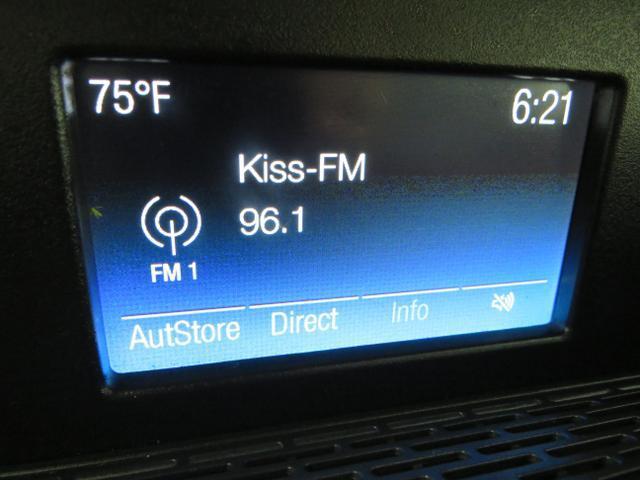 75°F 6:21
Kiss-FM
96.1
FM 1
AutStore Direct Info